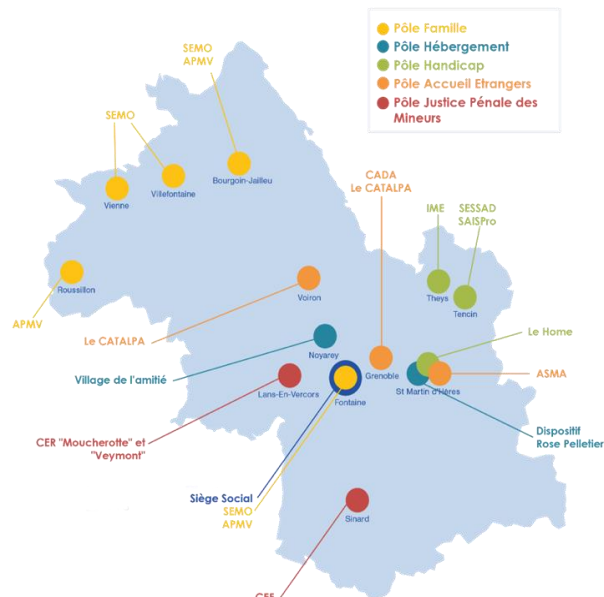 Pôle Famille
Pôle Hébergement
Pôle Handicap
Pôle Accueil Etrangers
Pôle Justice Pénale des
Mineurs
SEMO
APMV
SEMO
Bourgoin-Jailleu
Villefontaine
Vienne
CADA
Le CATALPA
IME
SESSAD
SAISPro
Roussillon
Voiron
Theys
Tencin
APMV
Le CATALPA
Noyarey
Le Home
Village de l'amitié
Lans-En-Vercors
Grenoble
St Martin d'Hères
ASMA
Fontaine
Dispositif
Rose Pelletier
CER "Moucherotte" et
"Veymont"
Siège Social
SEMO
APMV
Sinard